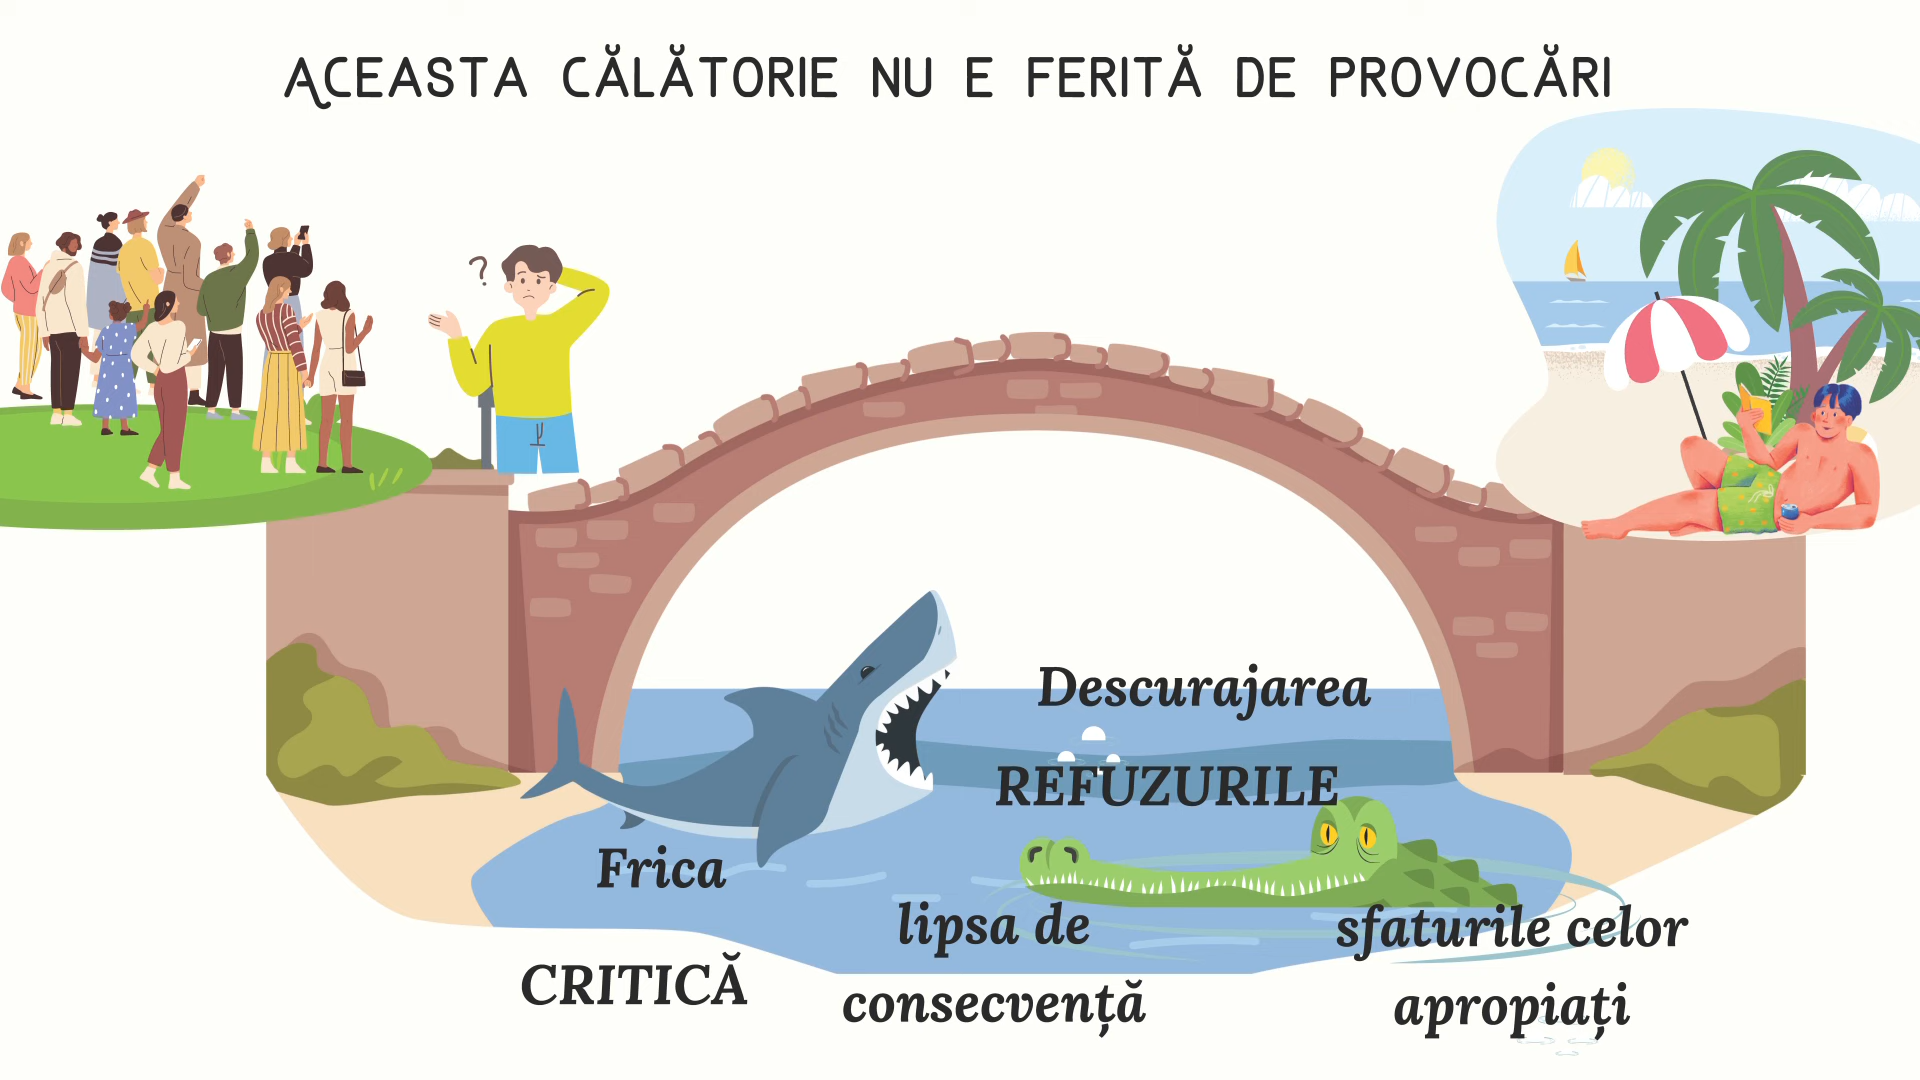 Aceasta călătorie nu e ferită de provocări
?
Descurajarea
REFUZURILE
Frica
lipsa de
consecvență
CRITICĂ
sfaturile celor
apropiați